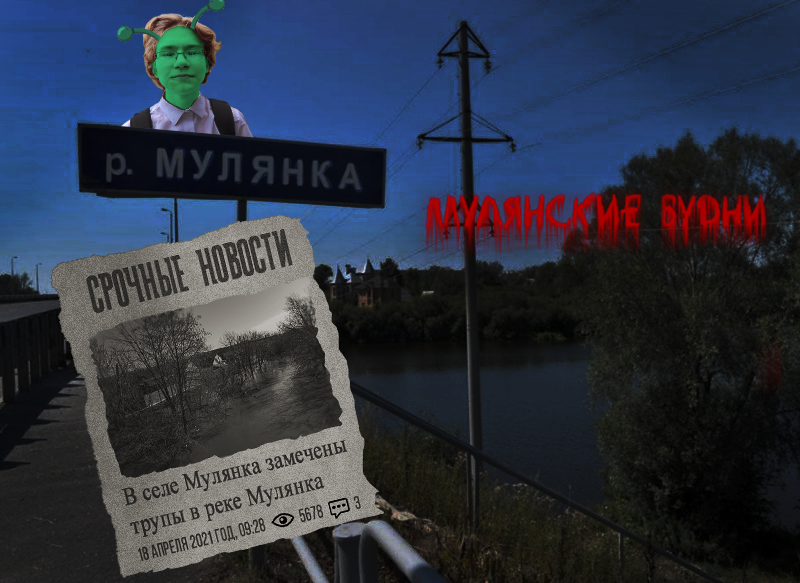 р. МУЛЯНКА
МУЛЯНСКИЕ БУДНИ
СРОЧНЫЕ НОВОСТИ
В селе Мулянка замечены
трупы в реке Мулянка
18 АПРЕЛЯ 2021 ГОД, 09:28 5678 3